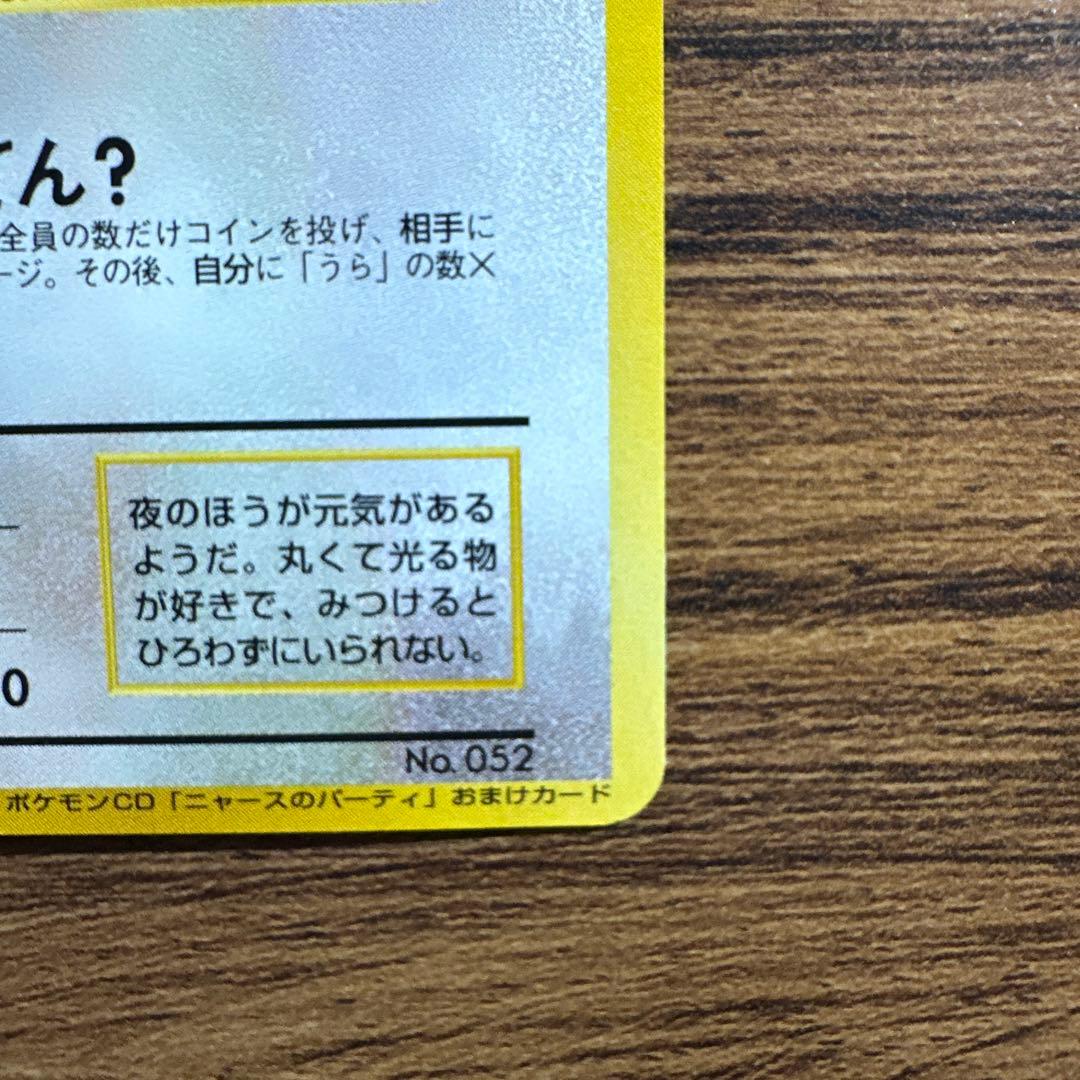 てん?
全員の数だけコインを投げ、相手に
ージ。その後、自分に「うら」の数×
夜のほうが元気がある
ようだ。丸くて光る物
が好きで、みつけると
ひろわずにいられない。
0
No. 052
ポケモンCD「ニャースのパーティ」おまけカード